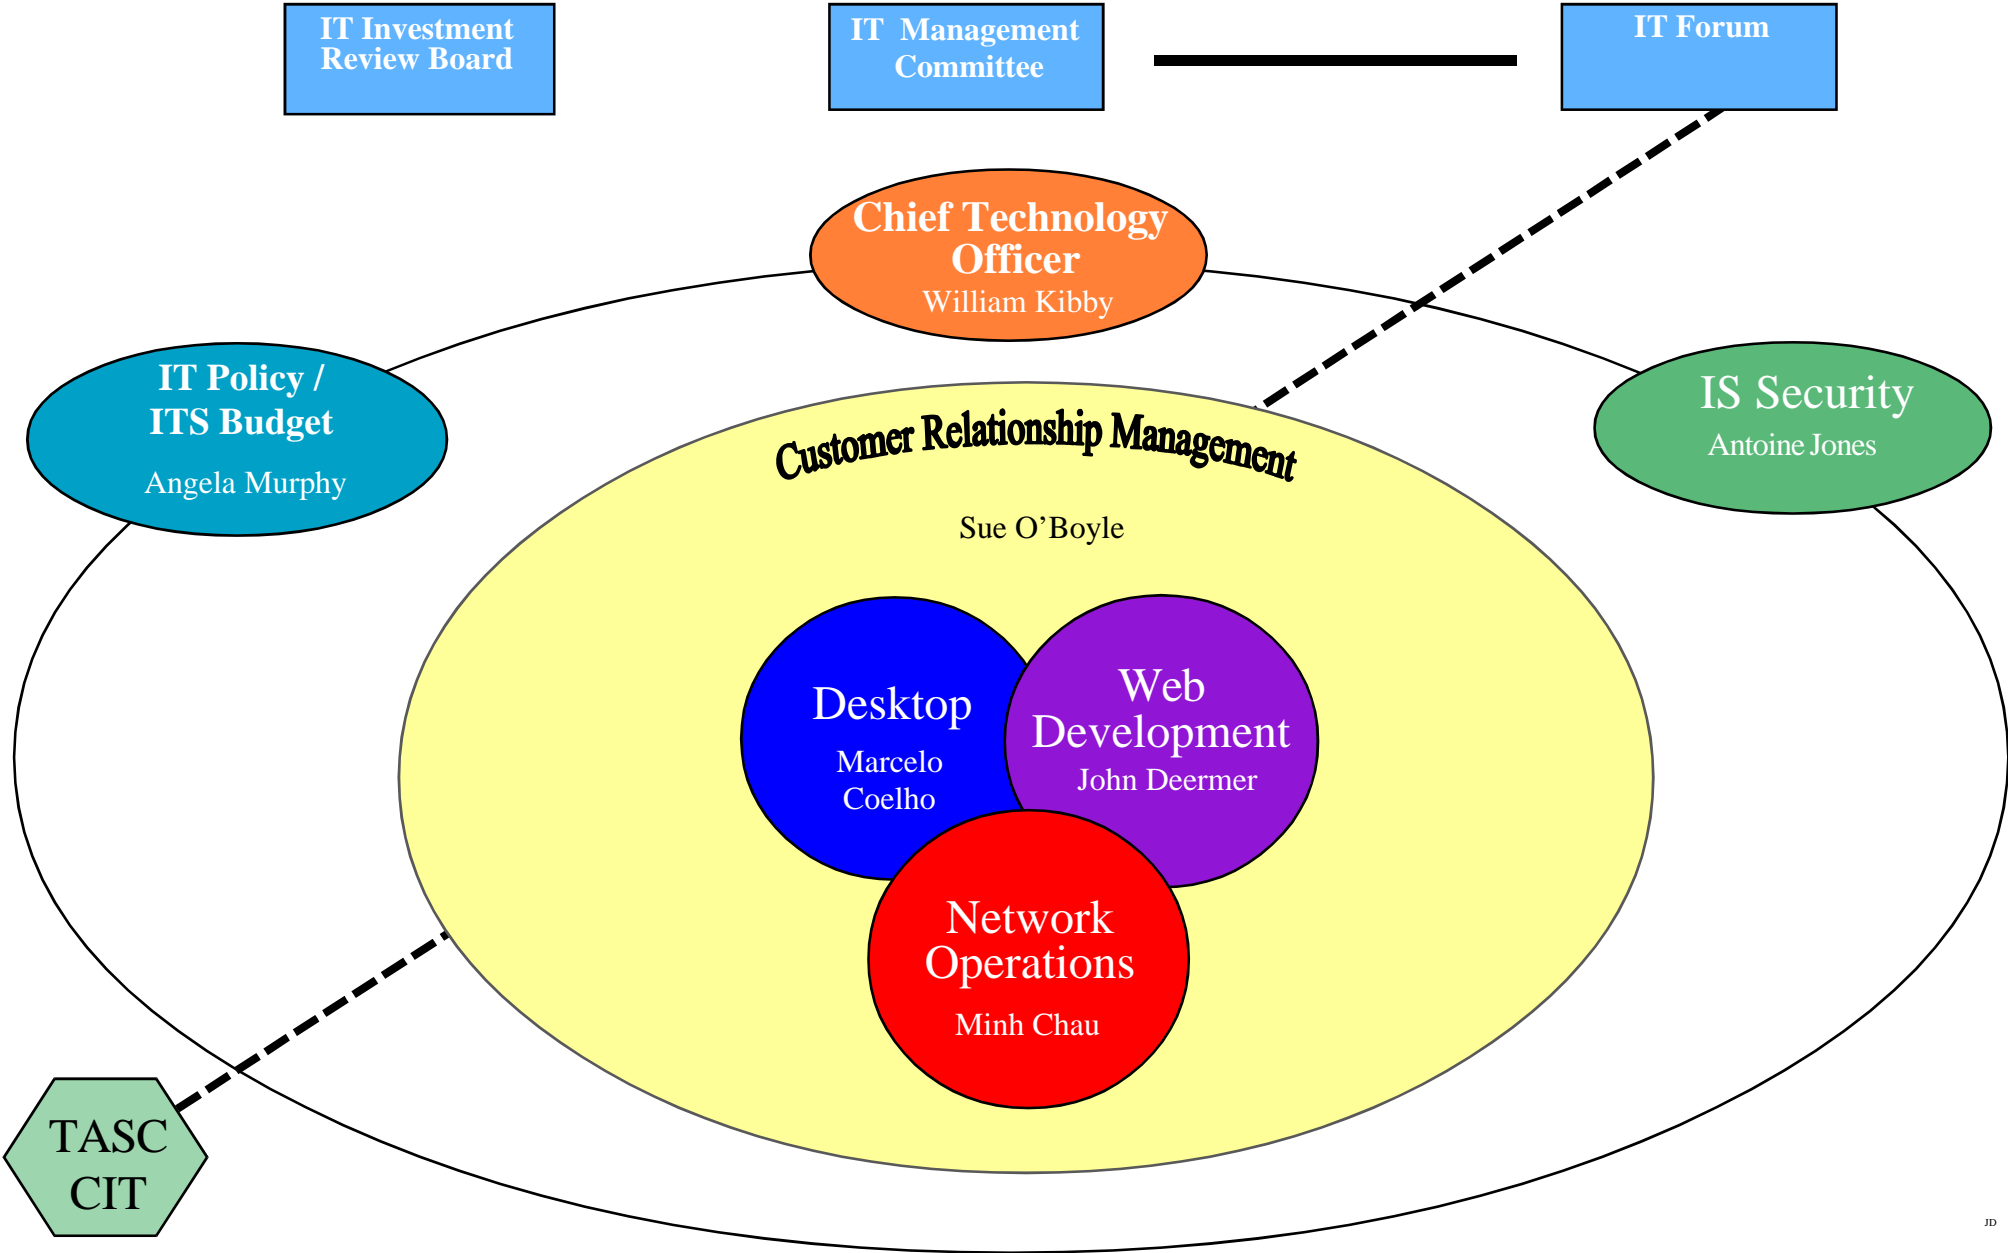 IT Investment
Review Board
IT Management
Committee
IT Forum
Chief Technology
Officer
William Kibby
IT Policy /
ITS Budget
Angela Murphy
IS Security
Antoine Jones
Customer Relationship Management
Sue O’Boyle
Desktop
Marcelo
Coelho
Web
Development
John Deermer
Network
Operations
Minh Chau
TASC
CIT
JD